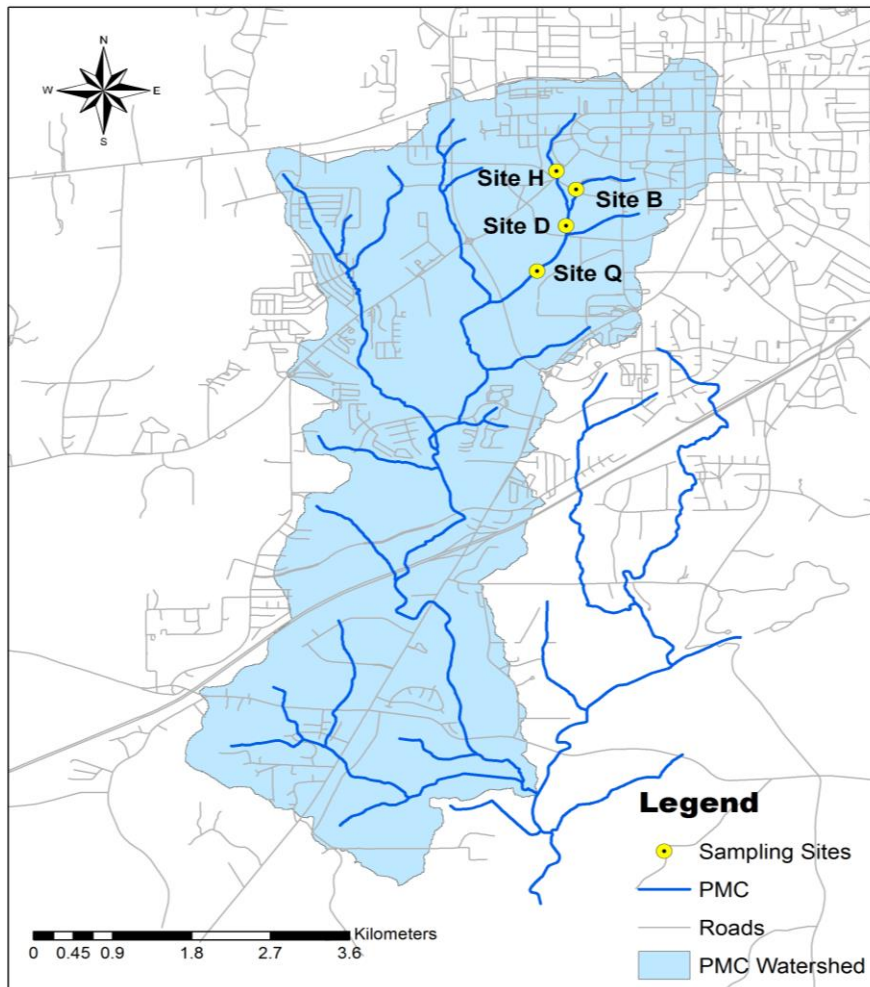 N
W E
S
Site H
Site B
Site D
Site Q
Legend
Sampling Sites
PMC
Roads
PMC Watershed
Kilometers
0 0.45 0.9 1.8 2.7 3.6